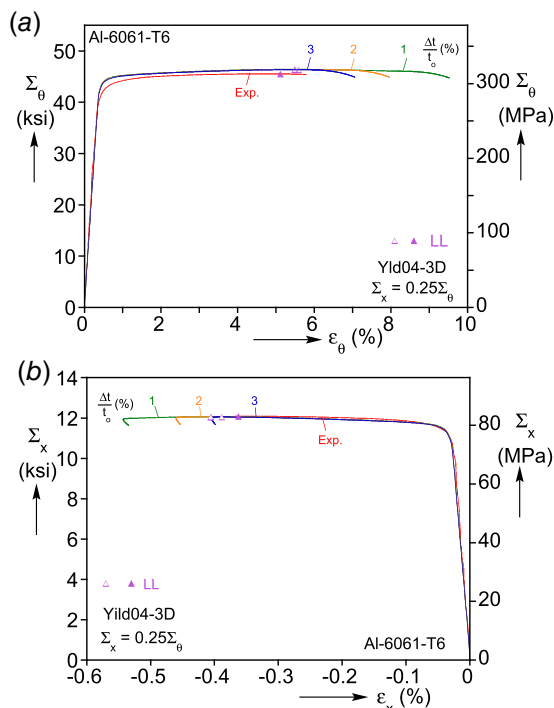 (a)
Al-6061-T6
Σθ
(ksi)
50
40
30
20
10
0
3
2
1
Δt/to (%)
Exp.
LL
Yld04-3D
Σx = 0.25Σθ
300
200
100
0
Σθ
(MPa)
0 2 4 6 8 10
εθ (%)
(b)
Σx
(ksi)
14
12
10
8
6
4
2
0
Δt/to (%)
1
2
3
Exp.
LL
Yild04-3D
Σx = 0.25Σθ
Al-6061-T6
80
60
40
20
0
Σx
(MPa)
-0.6 -0.5 -0.4 -0.3 -0.2 -0.1 0
εx (%)